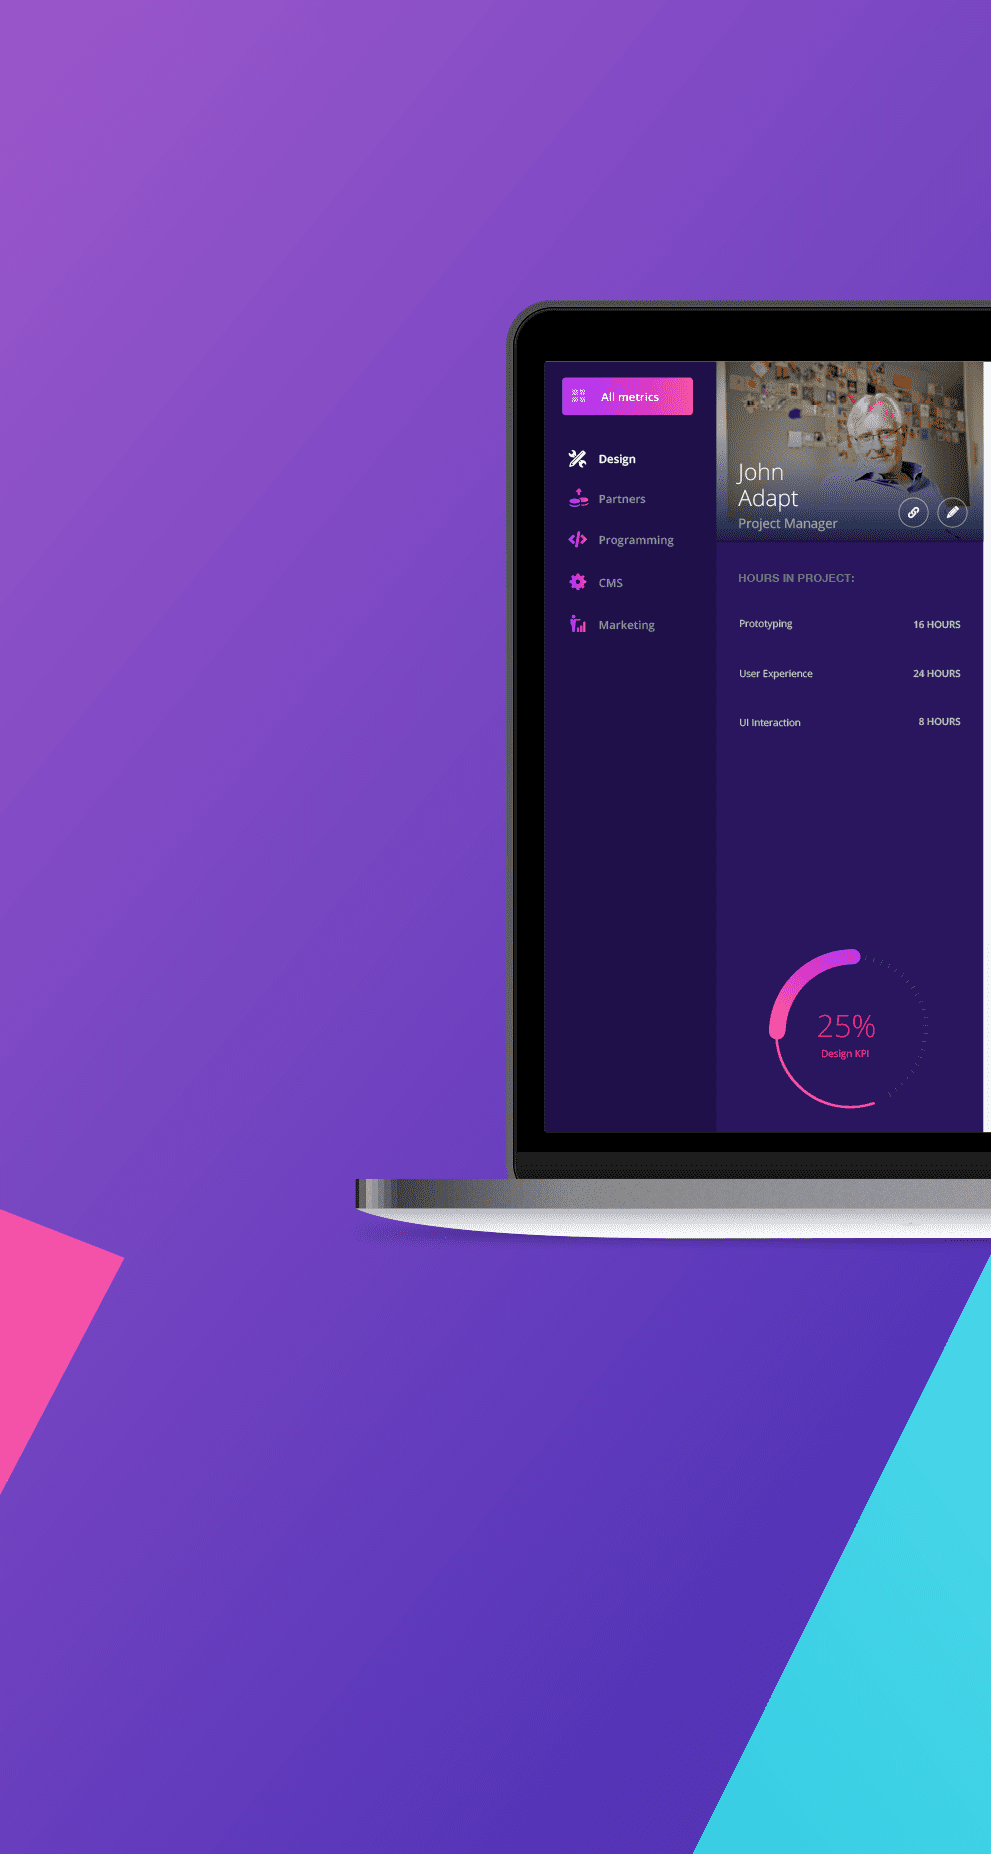 All metrics
Design
Partners
Programming
CMS
Marketing
John
Adapt
Project Manager
HOURS IN PROJECT:
Prototyping 16 HOURS
User Experience 24 HOURS
UI Interaction 8 HOURS
25%
Design KPI